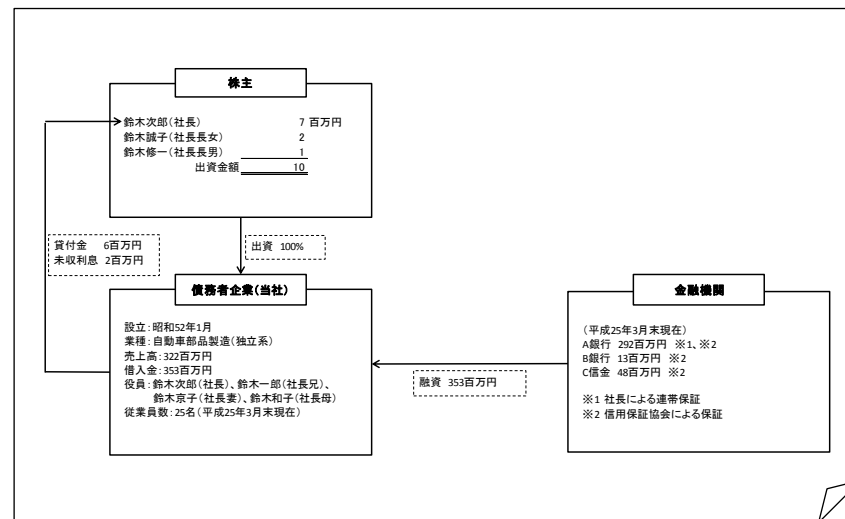 株主
鈴木次郎(社長) 7 百万円
鈴木誠子(社長長女) 2
鈴木修一(社長長男) 1
出資金額 10
貸付金 6百万円
未収利息 2百万円
出資 100%
債務者企業(当社)
設立:昭和52年1月
業種:自動車部品製造(独立系)
売上高:322百万円
借入金:353百万円
役員:鈴木次郎(社長)、鈴木一郎(社長兄)、
鈴木京子(社長妻)、鈴木和子(社長母)
従業員数:25名(平成25年3月末現在)
融資 353百万円
金融機関
(平成25年3月末現在)
A銀行 292百万円 ※1、※2
B銀行 13百万円 ※2
C信金 48百万円 ※2
※1 社長による連帯保証
※2 信用保証協会による保証